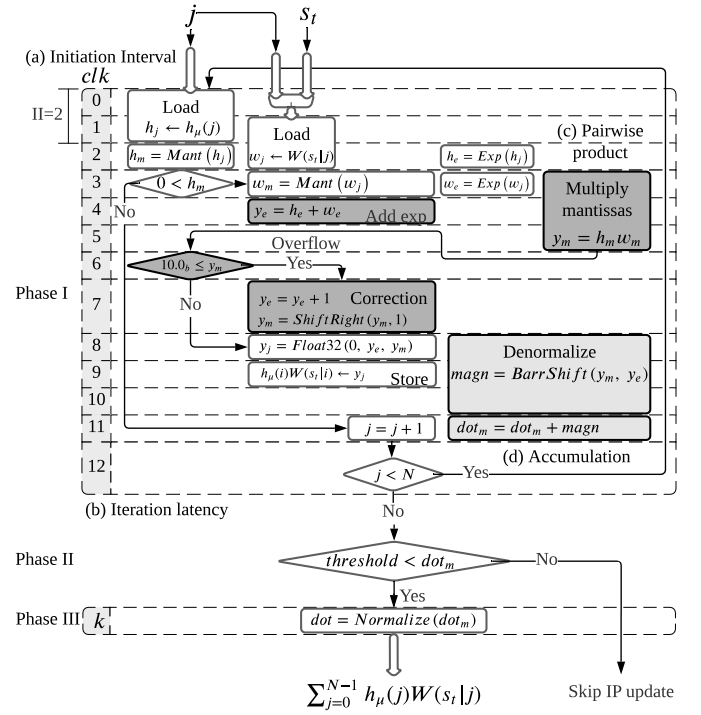 j
s_t
(a) Initiation Interval
clk
0
II=2
Load
h_j ← h_μ(j)
1
Load
w_j ← W(s_t|j)
(c) Pairwise
product
2
h_m = Mant(h_j)
h_e = Exp(h_j)
3
0 < h_m
w_m = Mant(w_j)
w_e = Exp(w_j)
Multiply
mantissas
y_m = h_m w_m
No
4
y_e = h_e + w_e
Add exp
5
Overflow
6
10.0_b ≤ y_m
Yes
Phase I
No
7
y_e = y_e + 1
Correction
y_m = ShiftRight(y_m, 1)
8
y_j = Float32(0, y_e, y_m)
Denormalize
magn = BarrShift(y_m, y_e)
9
h_μ(i)W(s_t|i) ← y_j
Store
10
11
j = j + 1
dot_m = dot_m + magn
(d) Accumulation
12
j < N
Yes
(b) Iteration latency
No
Phase II
threshold < dot_m
No
Yes
Phase III
k
dot = Normalize(dot_m)
∑_{j=0}^{N−1} h_μ(j)W(s_t|j)
Skip IP update